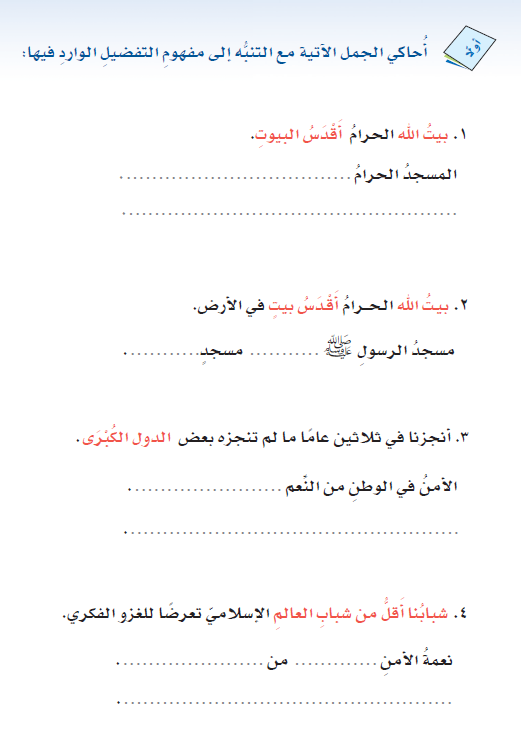 أولًا
أُحاكي الجمل الآتية مع التنبُّه إلى مفهومِ التفضيلِ الواردِ فيها:
١. بيتُ الله الحرامُ أَقْدَسُ البيوتِ.
المسجدُ الحرامُ ...................................
...................................................
٢. بيتُ الله الحـرامُ أَقْدَسُ بيتٍ في الأرض.
مسجدُ الرسولِ ﷺ ........... مسجدٍ............
٣. أنجزنا في ثلاثين عامًا ما لم تنجزه بعض الدول الكُبْرَى.
الأمنُ في الوطنِ من النِّعم ........................
...................................................
٤. شبابُنا أَقلُّ من شبابِ العالمِ الإسلاميّ تعرضًا للغزو الفكري.
نعمةُ الأمنِ ............. من ......................
...................................................